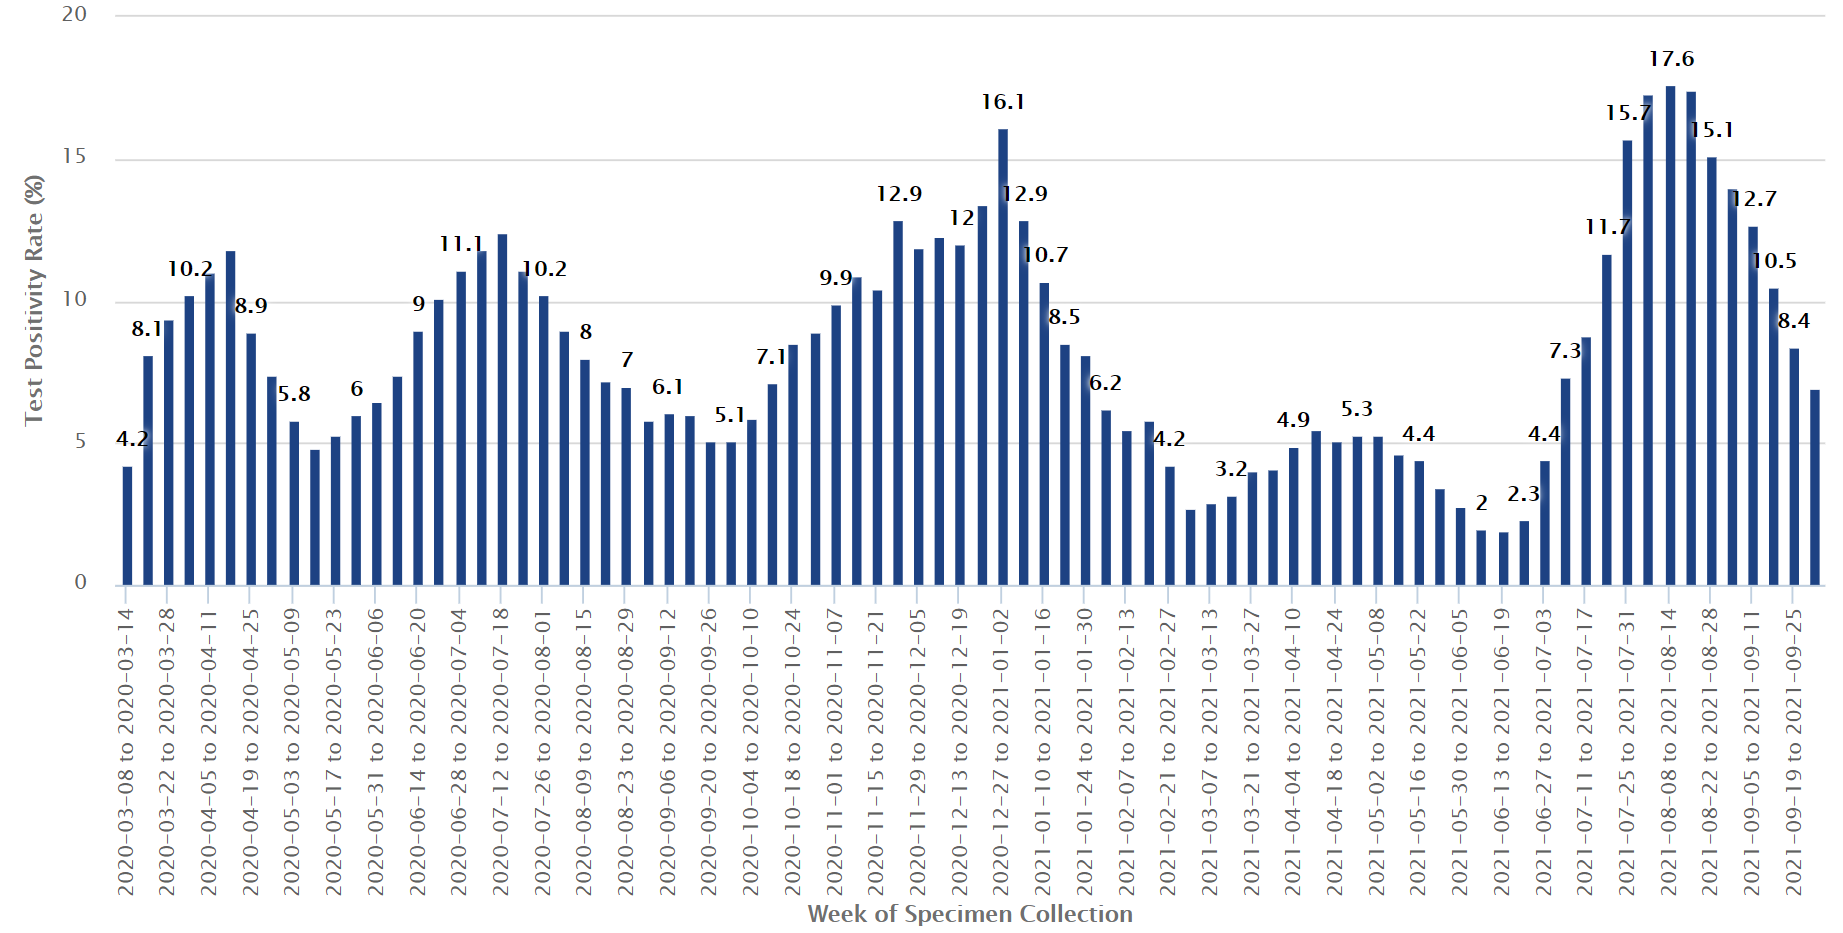 20
15
10
5
0
Test Positivity Rate (%)
4.2
8.1
10.2
8.9
5.8
6
9
11.1
10.2
8
7
6.1
5.1
7.1
9.9
12.9
12
16.1
12.9
10.7
8.5
6.2
4.2
3.2
4.9
5.3
4.4
2
2.3
4.4
7.3
11.7
15.7
17.6
15.1
12.7
10.5
8.4
2020-03-08 to 2020-03-14
2020-03-22 to 2020-03-28
2020-04-05 to 2020-04-11
2020-04-19 to 2020-04-25
2020-05-03 to 2020-05-09
2020-05-17 to 2020-05-23
2020-05-31 to 2020-06-06
2020-06-14 to 2020-06-20
2020-06-28 to 2020-07-04
2020-07-12 to 2020-07-18
2020-07-26 to 2020-08-01
2020-08-09 to 2020-08-15
2020-08-23 to 2020-08-29
2020-09-06 to 2020-09-12
2020-09-20 to 2020-09-26
2020-10-04 to 2020-10-10
2020-10-18 to 2020-10-24
2020-11-01 to 2020-11-07
2020-11-15 to 2020-11-21
2020-11-29 to 2020-12-05
2020-12-13 to 2020-12-19
2020-12-27 to 2021-01-02
2021-01-10 to 2021-01-16
2021-01-24 to 2021-01-30
2021-02-07 to 2021-02-13
2021-02-21 to 2021-02-27
2021-03-07 to 2021-03-13
2021-03-21 to 2021-03-27
2021-04-04 to 2021-04-10
2021-04-18 to 2021-04-24
2021-05-02 to 2021-05-08
2021-05-16 to 2021-05-22
2021-05-30 to 2021-06-05
2021-06-13 to 2021-06-19
2021-06-27 to 2021-07-03
2021-07-11 to 2021-07-17
2021-07-25 to 2021-07-31
2021-08-08 to 2021-08-14
2021-08-22 to 2021-08-28
2021-09-05 to 2021-09-11
2021-09-19 to 2021-09-25
Week of Specimen Collection